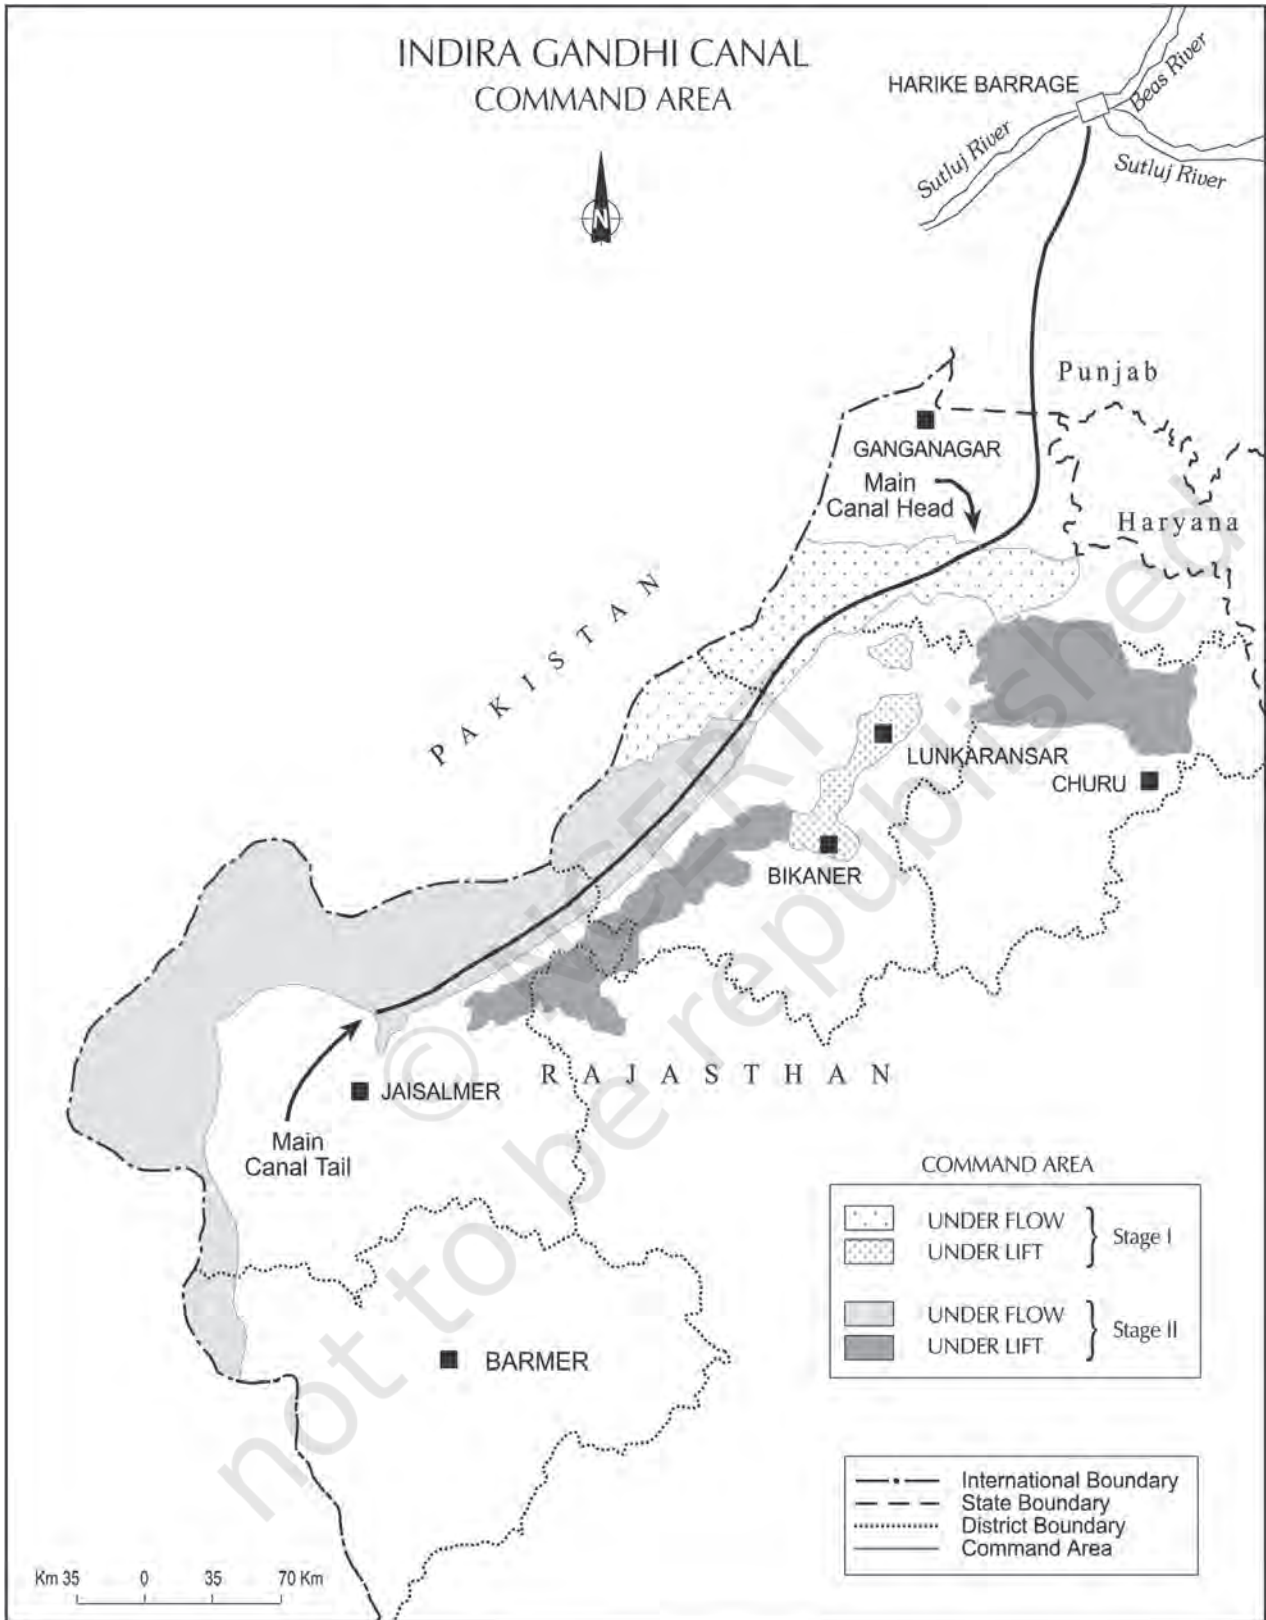 INDIRA GANDHI CANAL
COMMAND AREA
HARIKE BARRAGE
Beas River
Sutluj River
Sutluj River
N
Punjab
GANGANAGAR
Main
Canal Head
Haryana
PAKISTAN
LUNKARANSAR
CHURU
BIKANER
RAJASTHAN
JAISALMER
Main
Canal Tail
BARMER
COMMAND AREA
UNDER FLOW
UNDER LIFT
Stage I
UNDER FLOW
UNDER LIFT
Stage II
International Boundary
State Boundary
District Boundary
Command Area
Km 35 0 35 70 Km
© NCERT
not to be republished